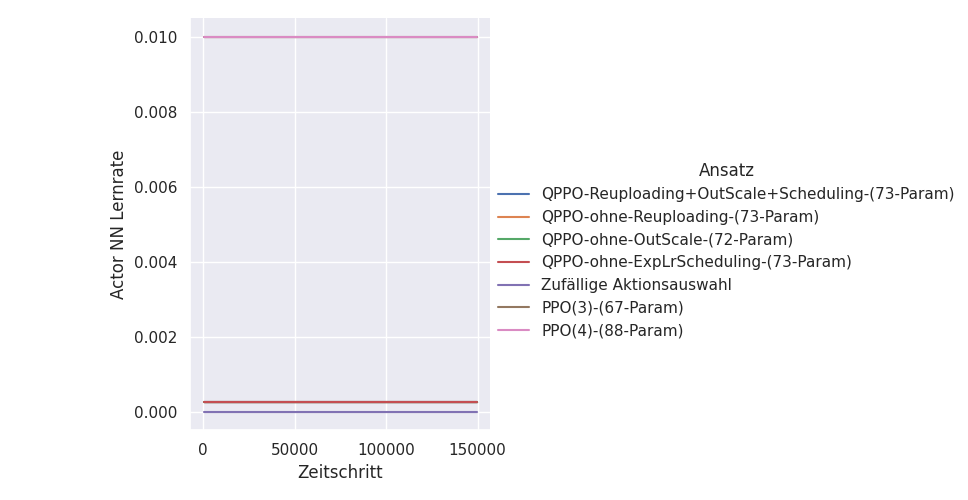 0.010
0.008
0.006
0.004
0.002
0.000
Actor NN Lernrate
0 50000 100000 150000
Zeitschritt
Ansatz
QPPO-Reuploading+OutScale+Scheduling-(73-Param)
QPPO-ohne-Reuploading-(73-Param)
QPPO-ohne-OutScale-(72-Param)
QPPO-ohne-ExpLrScheduling-(73-Param)
Zufällige Aktionsauswahl
PPO(3)-(67-Param)
PPO(4)-(88-Param)